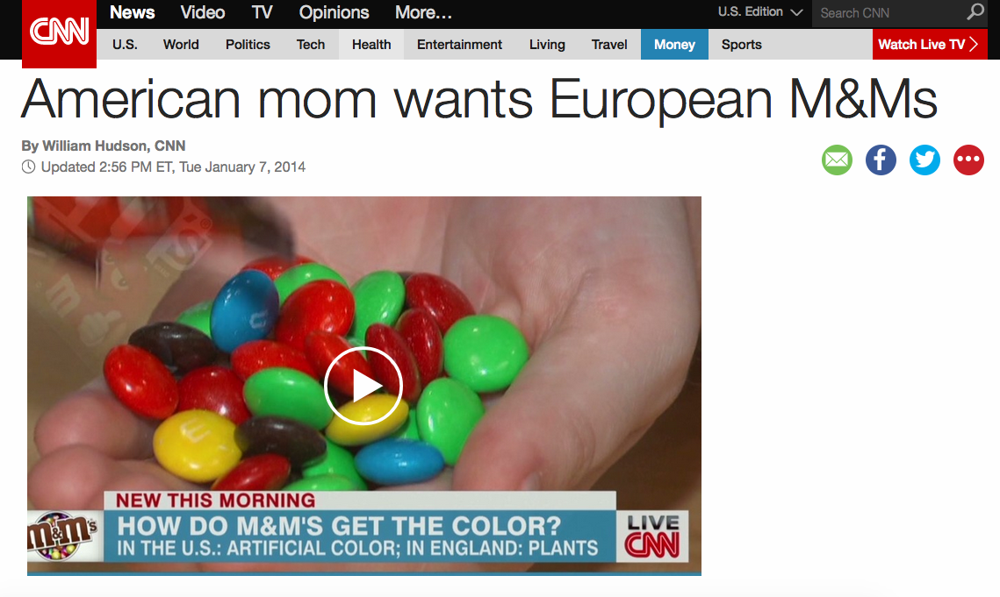 CNN
News Video TV Opinions More...
U.S. Edition
Search CNN
U.S. World Politics Tech Health Entertainment Living Travel Money Sports
Watch Live TV
American mom wants European M&Ms
By William Hudson, CNN
Updated 2:56 PM ET, Tue January 7, 2014
NEW THIS MORNING
m&m's
HOW DO M&M'S GET THE COLOR?
IN THE U.S.: ARTIFICIAL COLOR; IN ENGLAND: PLANTS
LIVE
CNN